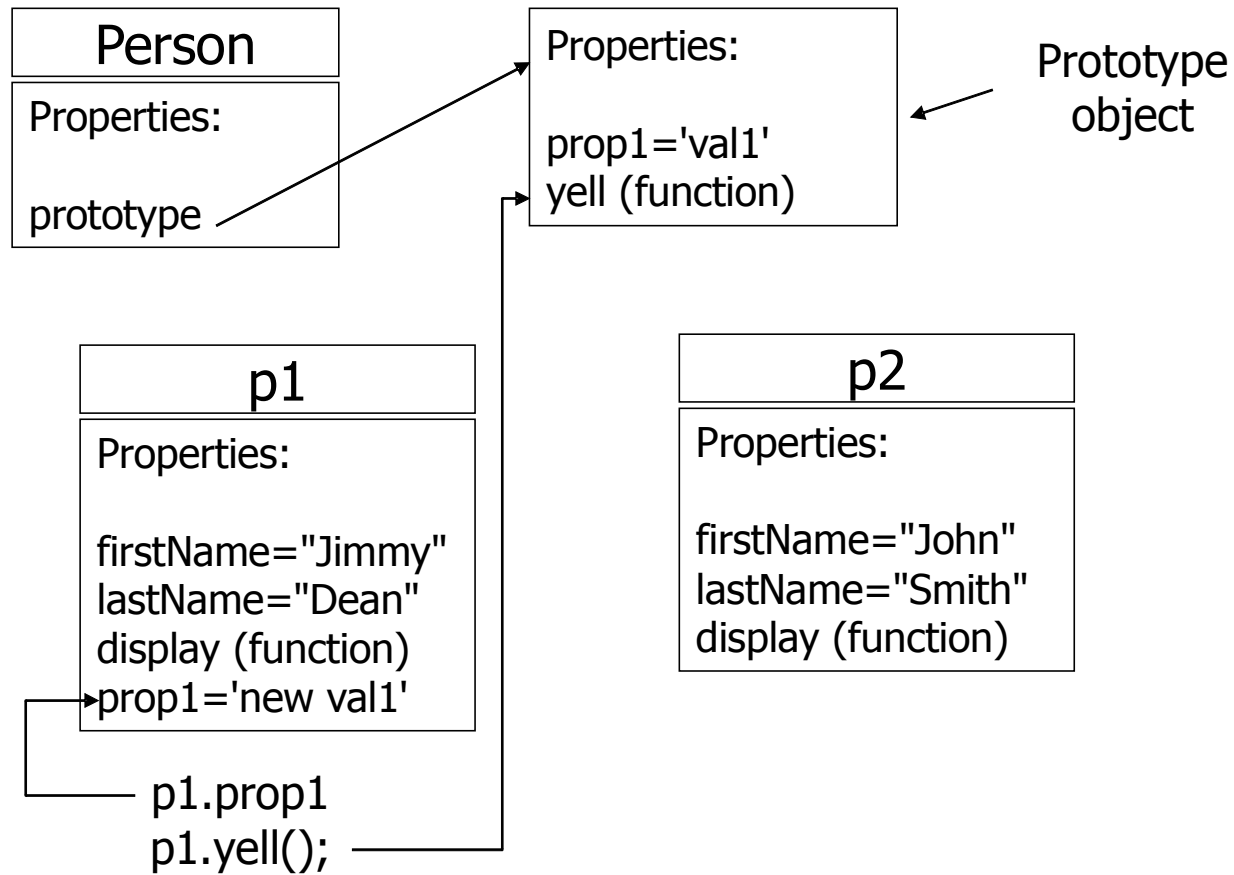 Person
Properties:
prototype
Properties:
prop1='val1'
yell (function)
Prototype
object
p1
Properties:
firstName="Jimmy"
lastName="Dean"
display (function)
prop1='new val1'
p2
Properties:
firstName="John"
lastName="Smith"
display (function)
p1.prop1
p1.yell();